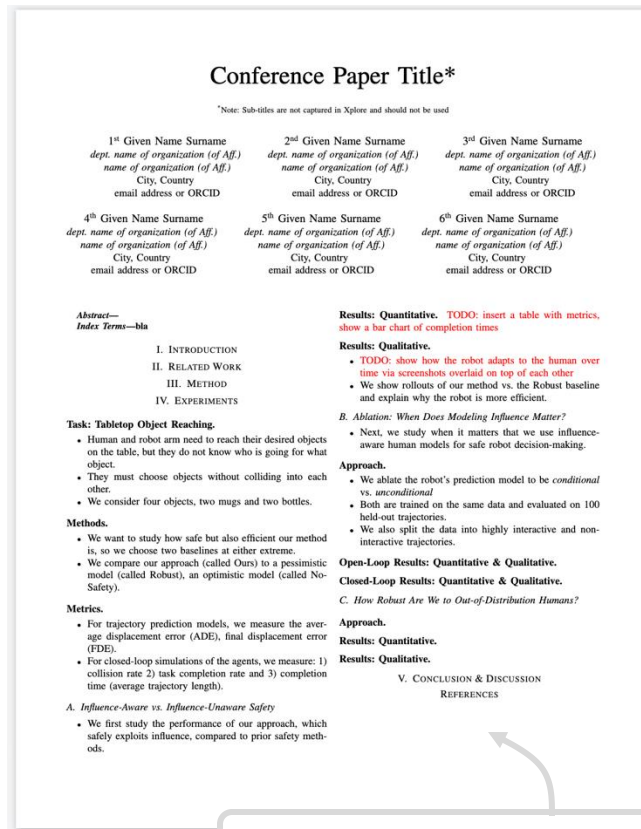 Conference Paper Title*
*Note: Sub-titles are not captured in Xplore and should not be used
1st Given Name Surname
dept. name of organization (of Aff.)
name of organization (of Aff.)
City, Country
email address or ORCID
2nd Given Name Surname
dept. name of organization (of Aff.)
name of organization (of Aff.)
City, Country
email address or ORCID
3rd Given Name Surname
dept. name of organization (of Aff.)
name of organization (of Aff.)
City, Country
email address or ORCID
4th Given Name Surname
dept. name of organization (of Aff.)
name of organization (of Aff.)
City, Country
email address or ORCID
5th Given Name Surname
dept. name of organization (of Aff.)
name of organization (of Aff.)
City, Country
email address or ORCID
6th Given Name Surname
dept. name of organization (of Aff.)
name of organization (of Aff.)
City, Country
email address or ORCID
Abstract—
Index Terms—bla
I. INTRODUCTION
II. RELATED WORK
III. METHOD
IV. EXPERIMENTS
Task: Tabletop Object Reaching.
• Human and robot arm need to reach their desired objects
on the table, but they do not know who is going for what
object.
• They must choose objects without colliding into each
other.
• We consider four objects, two mugs and two bottles.
Methods.
• We want to study how safe but also efficient our method
is, so we choose two baselines at either extreme.
• We compare our approach (called Ours) to a pessimistic
model (called Robust), an optimistic model (called No-
Safety).
Metrics.
• For trajectory prediction models, we measure the aver-
age displacement error (ADE), final displacement error
(FDE).
• For closed-loop simulations of the agents, we measure: 1)
collision rate 2) task completion rate and 3) completion
time (average trajectory length).
A. Influence-Aware vs. Influence-Unaware Safety
• We first study the performance of our approach, which
safely exploits influence, compared to prior safety meth-
ods.
Results: Quantitative. TODO: insert a table with metrics,
show a bar chart of completion times
Results: Qualitative.
• TODO: show how the robot adapts to the human over
time via screenshots overlaid on top of each other
• We show rollouts of our method vs. the Robust baseline
and explain why the robot is more efficient.
B. Ablation: When Does Modeling Influence Matter?
• Next, we study when it matters that we use influence-
aware human models for safe robot decision-making.
Approach.
• We ablate the robot's prediction model to be conditional
vs. unconditional
• Both are trained on the same data and evaluated on 100
held-out trajectories.
• We also split the data into highly interactive and non-
interactive trajectories.
Open-Loop Results: Quantitative & Qualitative.
Closed-Loop Results: Quantitative & Qualitative.
C. How Robust Are We to Out-of-Distribution Humans?
Approach.
Results: Quantitative.
Results: Qualitative.
V. CONCLUSION & DISCUSSION
REFERENCES